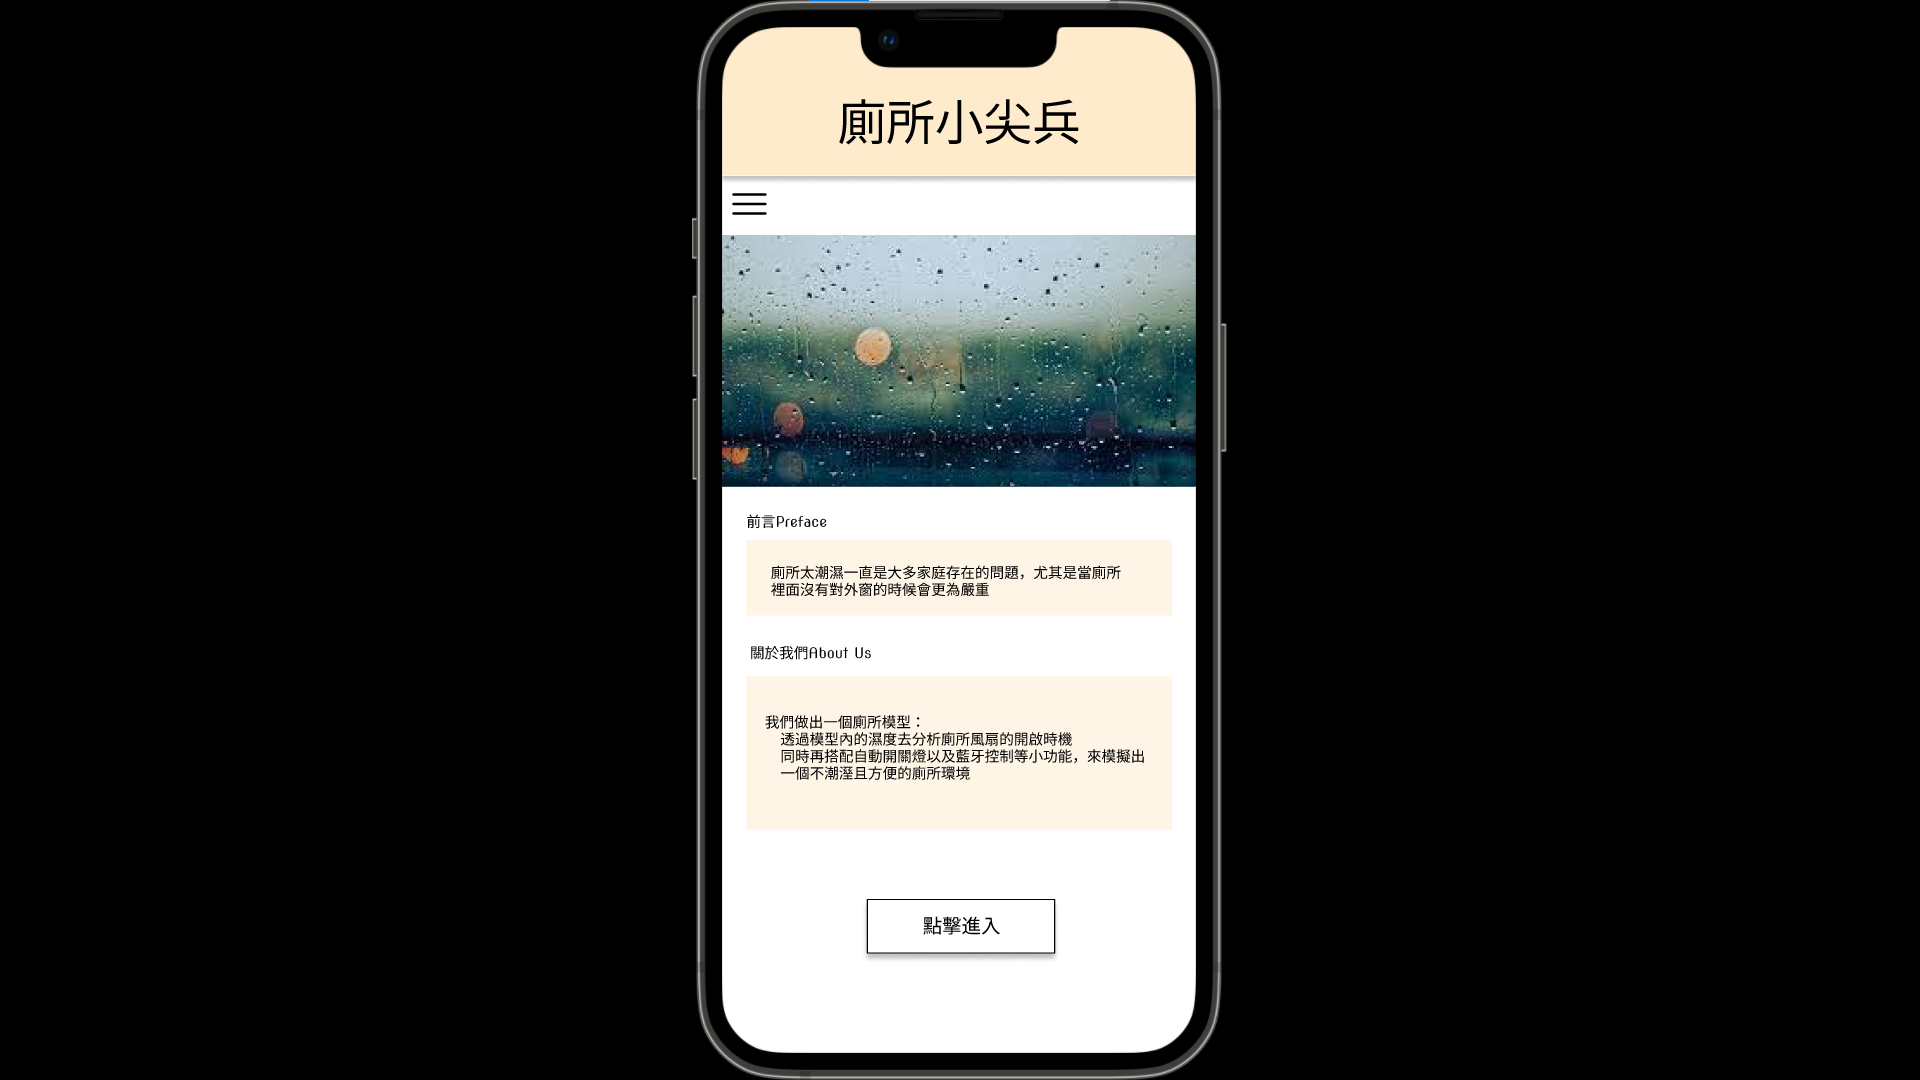 廁所小尖兵
前言Preface
廁所太潮濕一直是大多家庭存在的問題，尤其是當廁所
裡面沒有對外窗的時候會更為嚴重
關於我們About Us
我們做出一個廁所模型：
透過模型內的濕度去分析廁所風扇的開啟時機
同時再搭配自動開關燈以及藍牙控制等小功能，來模擬出
一個不潮溼且方便的廁所環境
點擊進入